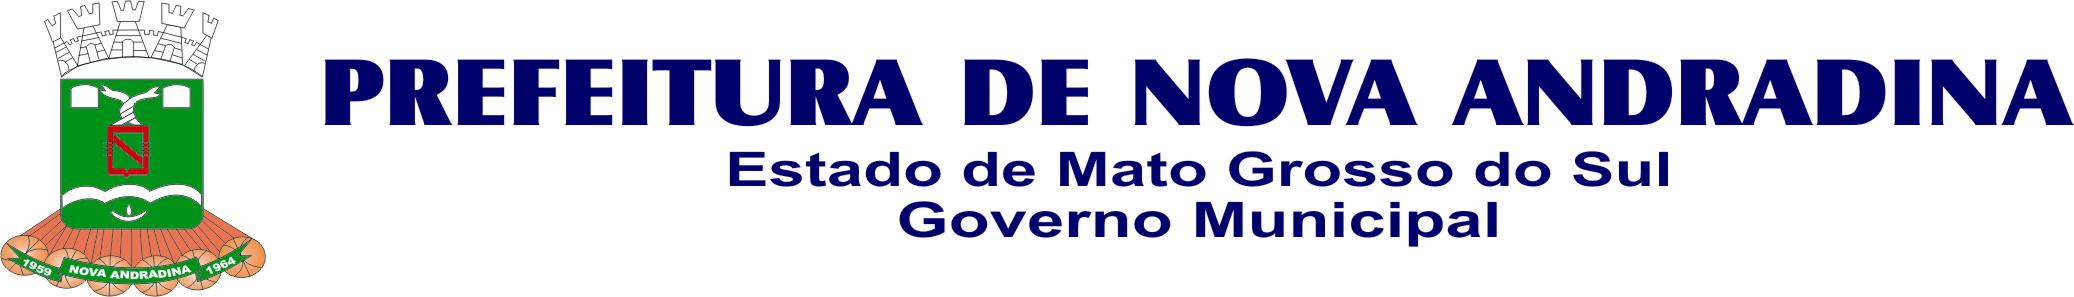 PREFEITURA DE NOVA ANDRADINA
Estado de Mato Grosso do Sul
Governo Municipal
1959 NOVA ANDRADINA 1964